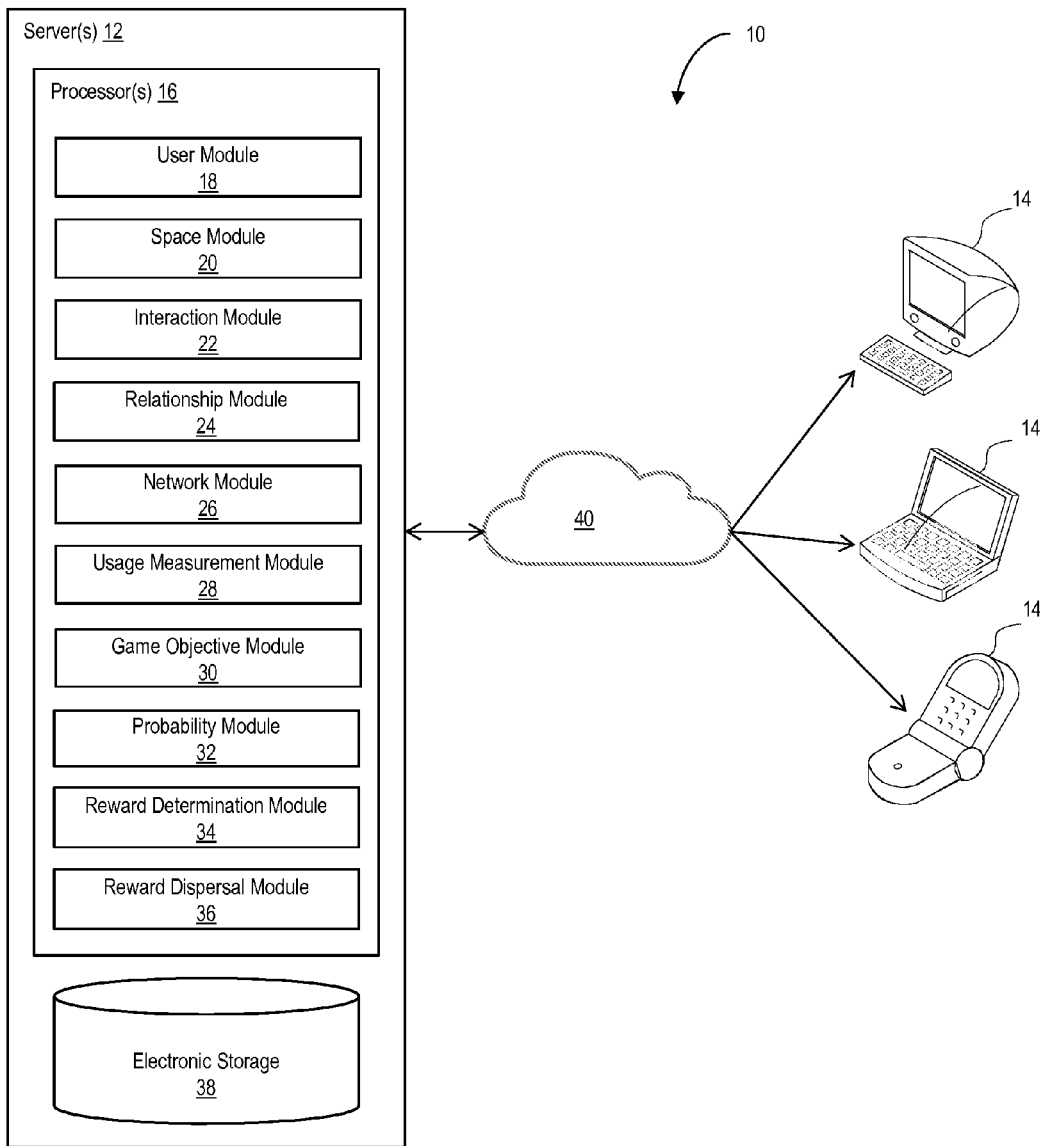 Server(s) 12
10
Processor(s) 16
User Module
18
Space Module
20
Interaction Module
22
Relationship Module
24
Network Module
26
Usage Measurement Module
28
Game Objective Module
30
Probability Module
32
Reward Determination Module
34
Reward Dispersal Module
36
Electronic Storage
38
40
14
14
14